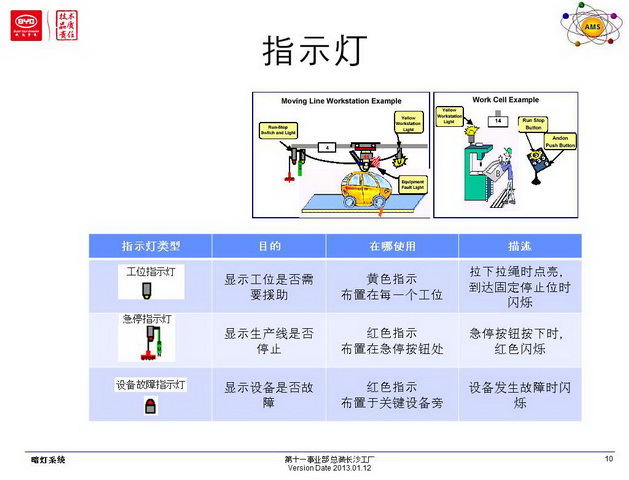 BYD
技术
品质
责信
AMS
指示灯
Moving Line Workstation Example
Run-Stop
Switch and Light
4
Yellow
Workstation
Light
Equipment
Fault Light
Work Cell Example
Yellow
Workstation
Light
14
Run Stop
Button
Andon
Push Button
指示灯类型 目的 在哪使用 描述
工位指示灯
显示工位是否需
要援助
黄色指示
布置在每一个工位
拉下拉绳时点亮，
到达固定停止位时
闪烁
急停指示灯
显示生产线是否
停止
红色指示
布置在急停按钮处
急停按钮按下时，
红色闪烁
设备故障指示灯
显示设备是否故
障
红色指示
布置于关键设备旁
设备发生故障时闪
烁
暗灯系统
第十一事业部总装长沙工厂
Version Date 2013.01.12
10